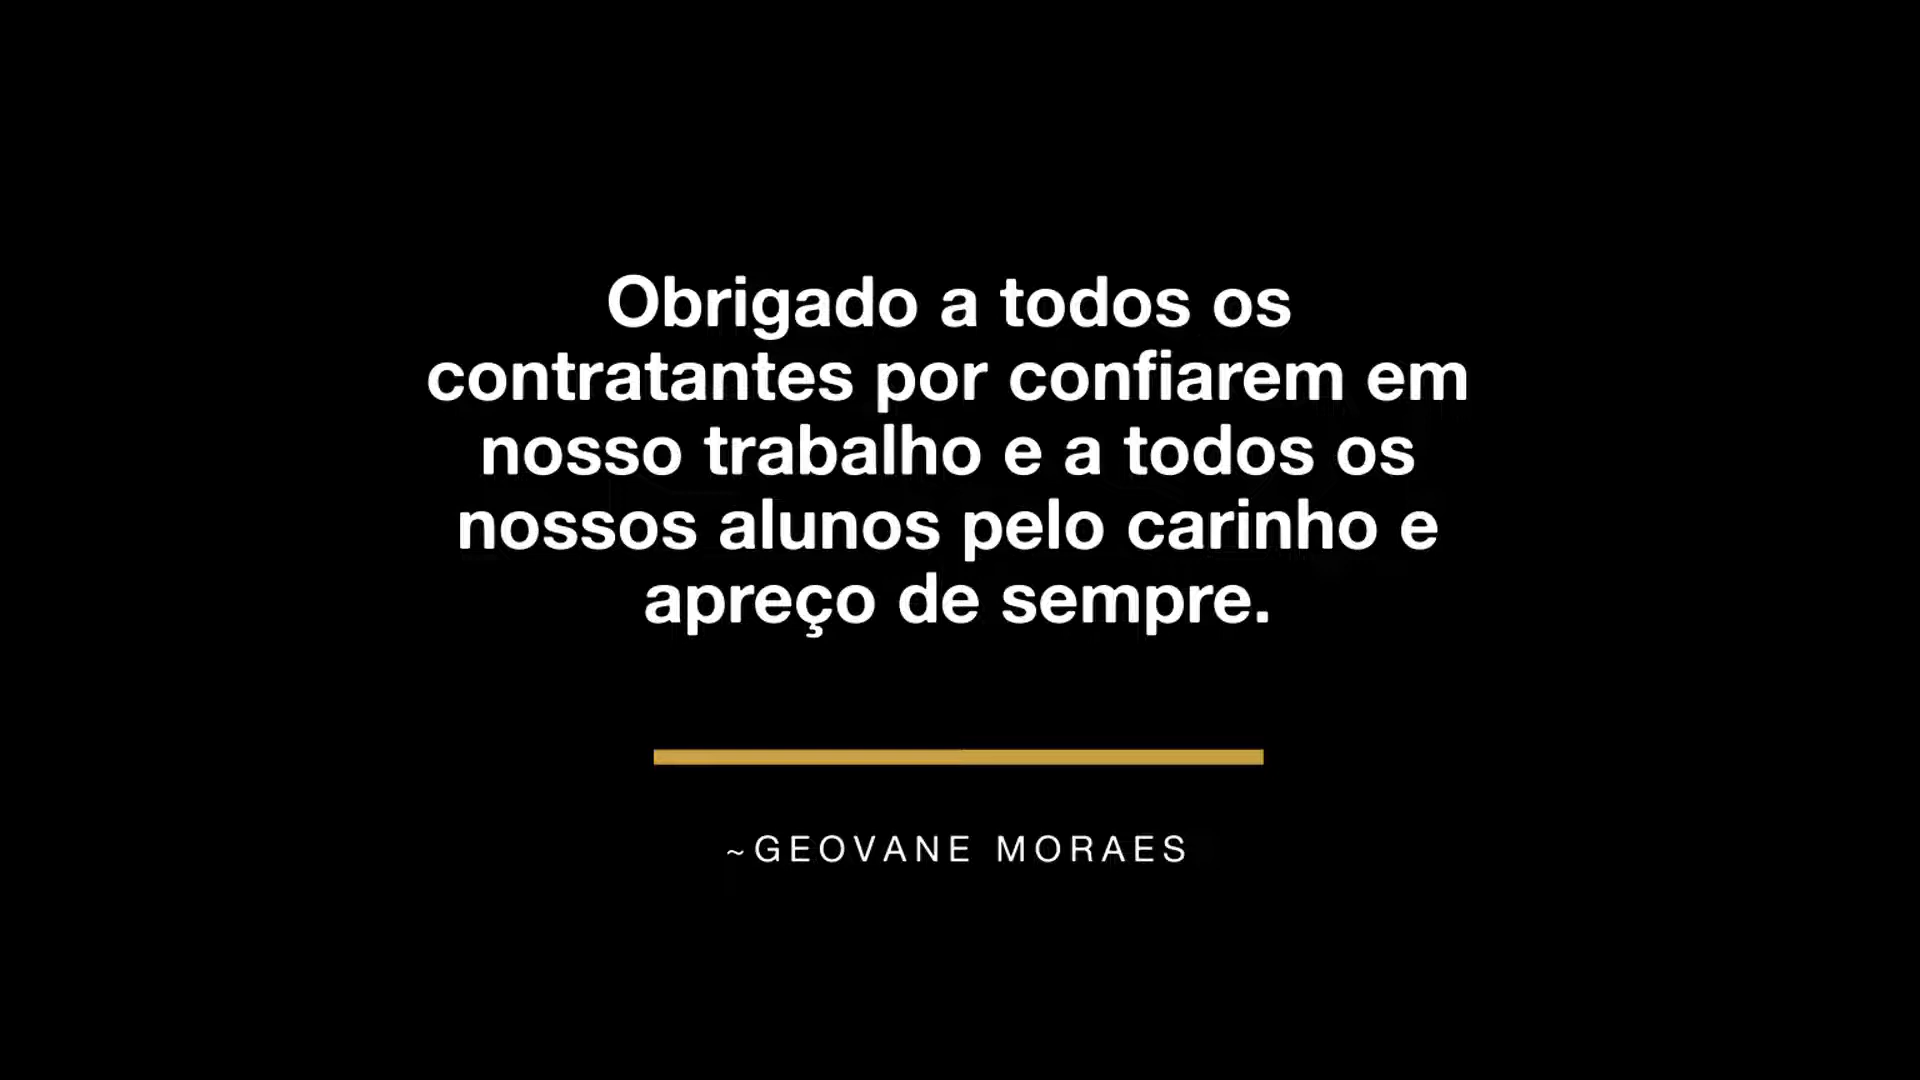 Obrigado a todos os
contratantes por confiarem em
nosso trabalho e a todos os
nossos alunos pelo carinho e
apreço de sempre.
~GEOVANE MORAES